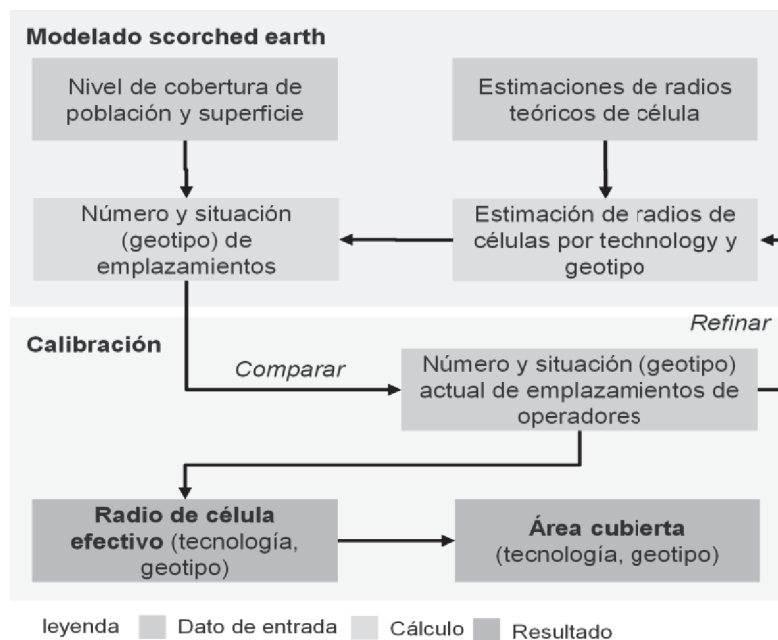 Modelado scorched earth
Nivel de cobertura de
población y superficie
Estimaciones de radios
teóricos de célula
Número y situación
(geotipo) de
emplazamientos
Estimación de radios de
células por technology y
geotipo
Refinar
Calibración
Comparar
Número y situación (geotipo)
actual de emplazamientos de
operadores
Radio de célula
efectivo (tecnología,
geotipo)
Área cubierta
(tecnología, geotipo)
leyenda
Dato de entrada
Cálculo
Resultado